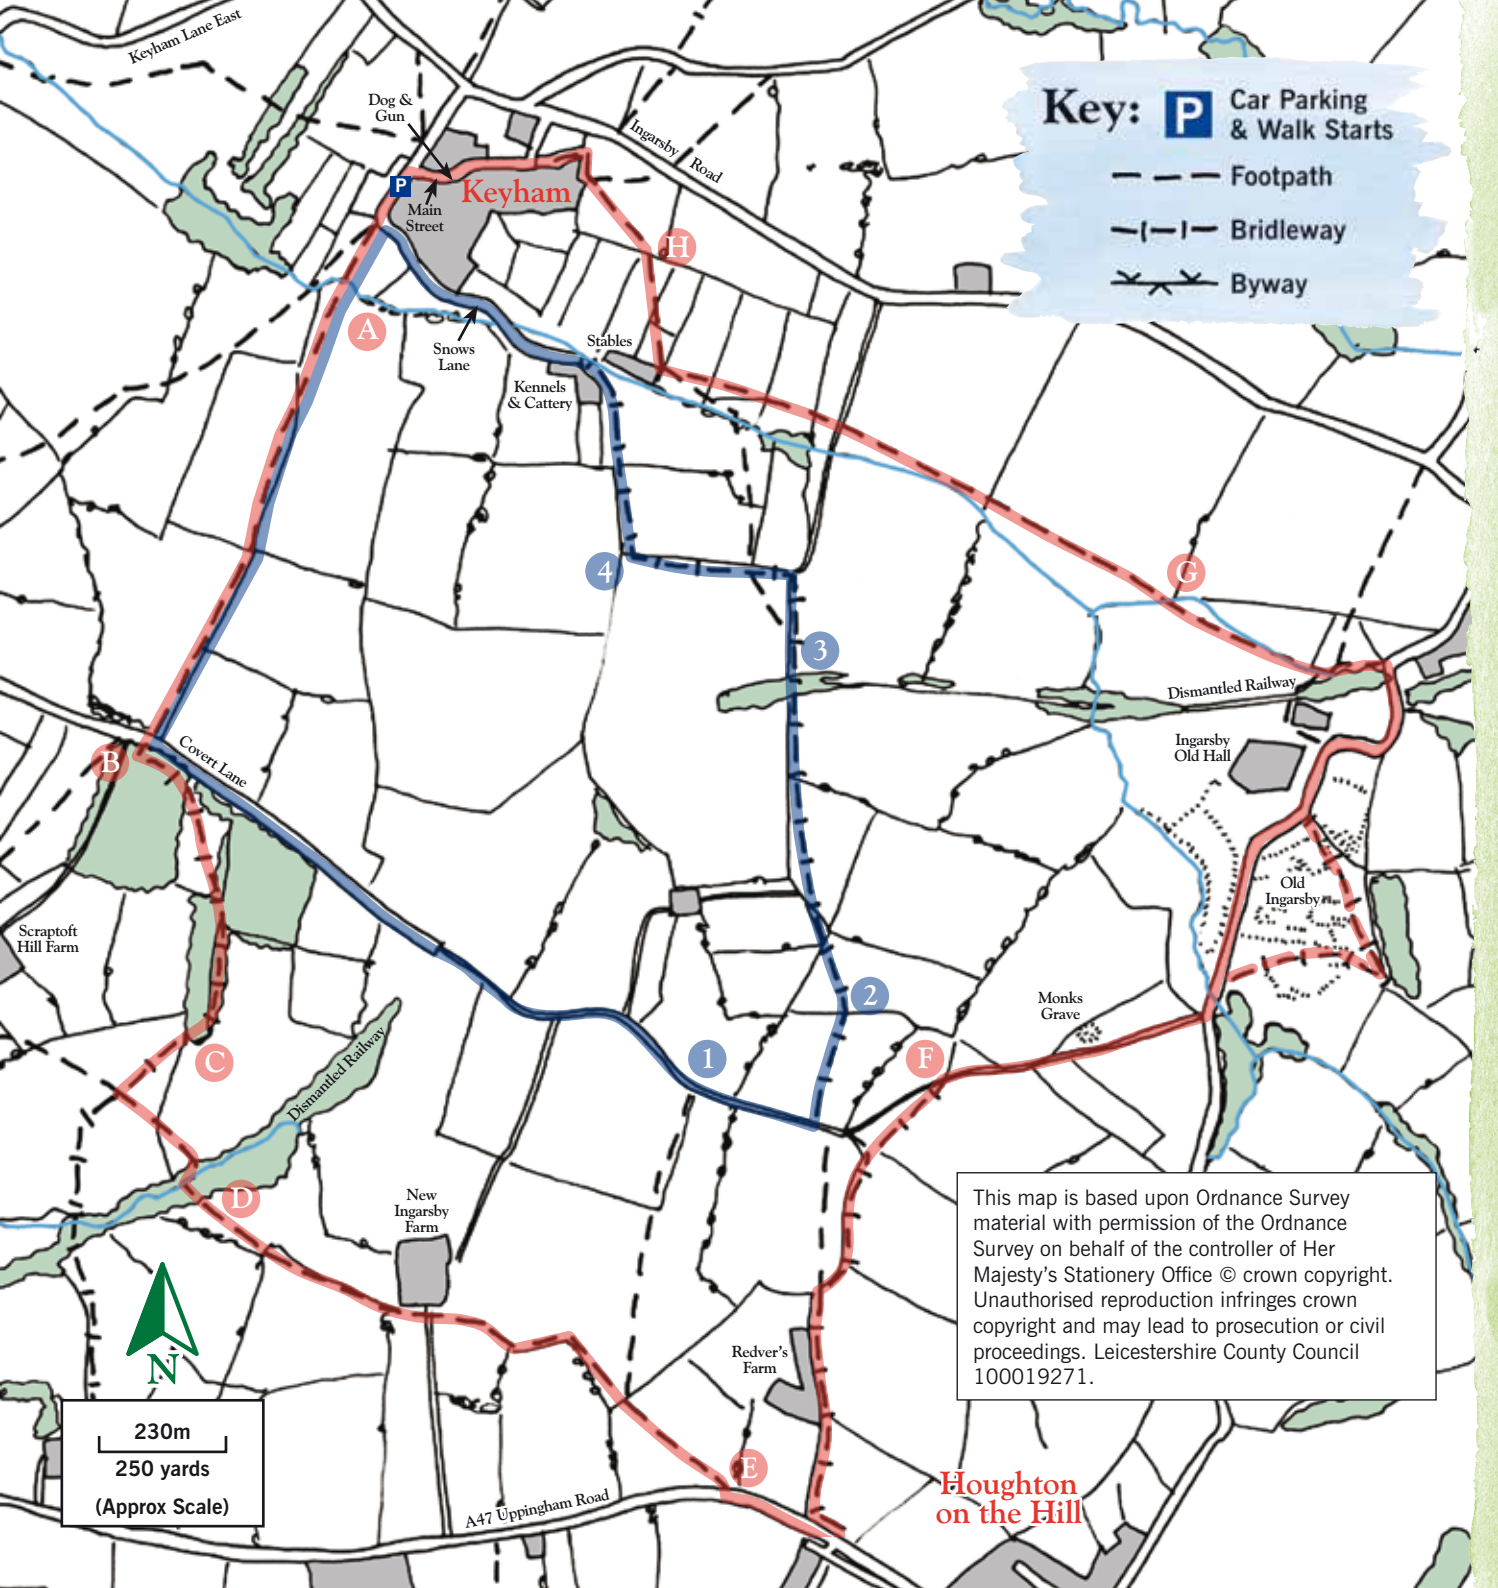 Keyham Lane East
Dog &
Gun
Key:
P
Car Parking
& Walk Starts
Footpath
Bridleway
Byway
Ingarsby Road
P
Keyham
Main
Street
H
A
Snows
Lane
Stables
Kennels
& Cattery
4
G
3
Dismantled Railway
Ingarsby
Old Hall
B
Covert Lane
Old
Ingarsby
Scraptoft
Hill Farm
2
Monks
Grave
1
F
C
Dismantled Railway
D
New
Ingarsby
Farm
This map is based upon Ordnance Survey
material with permission of the Ordnance
Survey on behalf of the controller of Her
Majesty's Stationery Office © crown copyright.
Unauthorised reproduction infringes crown
copyright and may lead to prosecution or civil
proceedings. Leicestershire County Council
100019271.
N
Redver's
Farm
230m
250 yards
(Approx Scale)
E
A47 Uppingham Road
Houghton
on the Hill